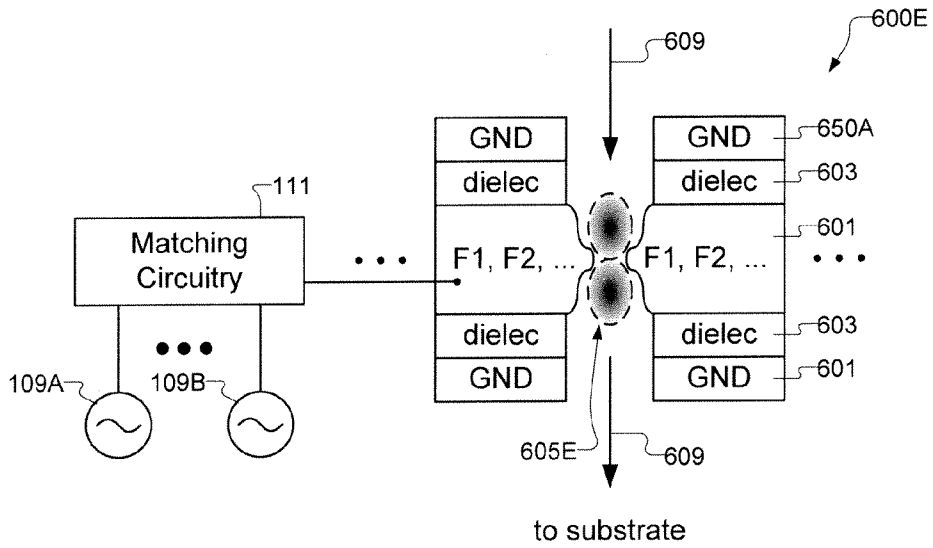 600E
609
GND
GND
650A
dielec
dielec
603
111
Matching
Circuitry
F1, F2, ...
F1, F2, ...
601
dielec
dielec
603
109A
109B
GND
GND
601
605E
609
to substrate